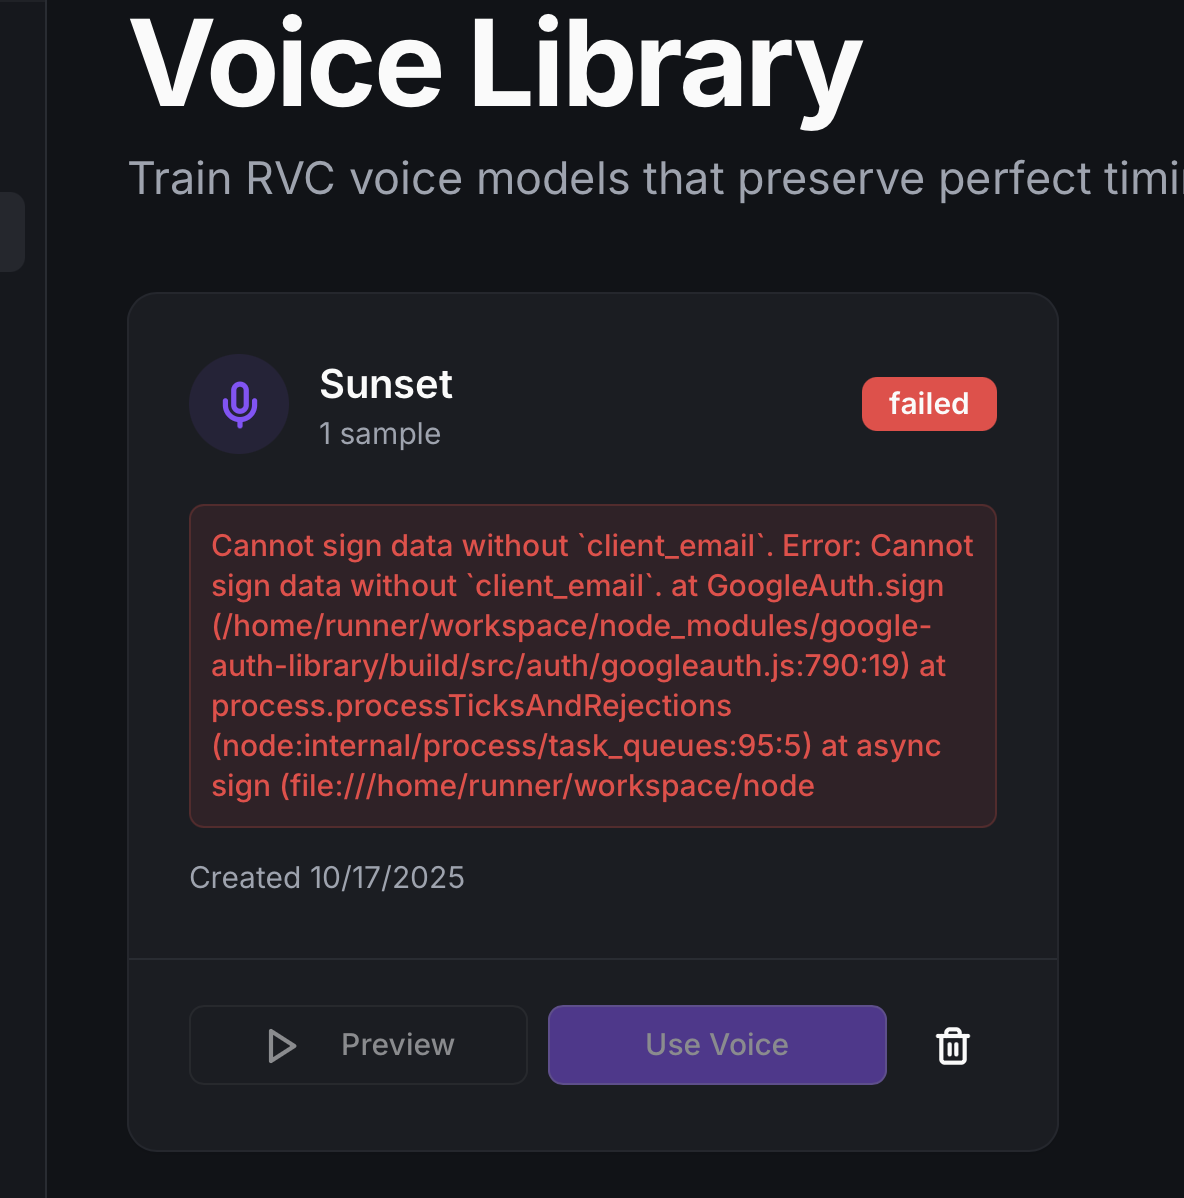 Voice Library
Train RVC voice models that preserve perfect
Sunset
1 sample
failed
Cannot sign data without `client_email`. Error: Cannot
sign data without `client_email`. at GoogleAuth.sign
(/home/runner/workspace/node_modules/google-
auth-library/build/src/auth/googleauth.js:790:19) at
process.processTicksAndRejections
(node:internal/process/task_queues:95:5) at async
sign (file:///home/runner/workspace/node
Created 10/17/2025
Preview
Use Voice